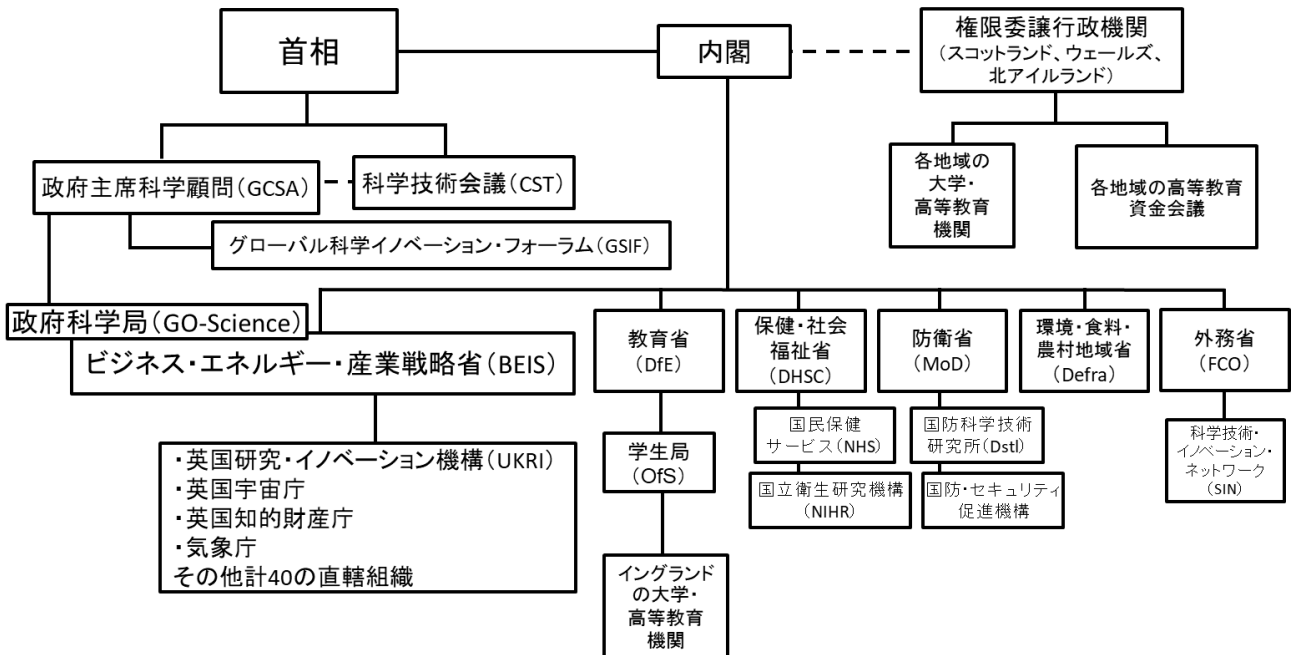 首相
内閣
権限委譲行政機関
（スコットランド、ウェールズ、
北アイルランド）
政府主席科学顧問（GCSA）
科学技術会議（CST）
各地域の
大学・
高等教育
機関
各地域の高等教育
資金会議
グローバル科学イノベーション・フォーラム（GSIF）
政府科学局（GO-Science）
ビジネス・エネルギー・産業戦略省（BEIS）
教育省
（DfE）
保健・社会
福祉省
（DHSC）
防衛省
（MoD）
環境・食料・
農村地域省
（Defra）
外務省
（FCO）
・英国研究・イノベーション機構（UKRI）
・英国宇宙庁
・英国知的財産庁
・気象庁
その他計40の直轄組織
学生局
（OfS）
国民保健
サービス（NHS）
国立衛生研究機構
（NIHR）
国防科学技術
研究所（Dstl）
国防・セキュリティ
促進機構
科学技術・
イノベーション・
ネットワーク
（SIN）
イングランド
の大学・
高等教育
機関